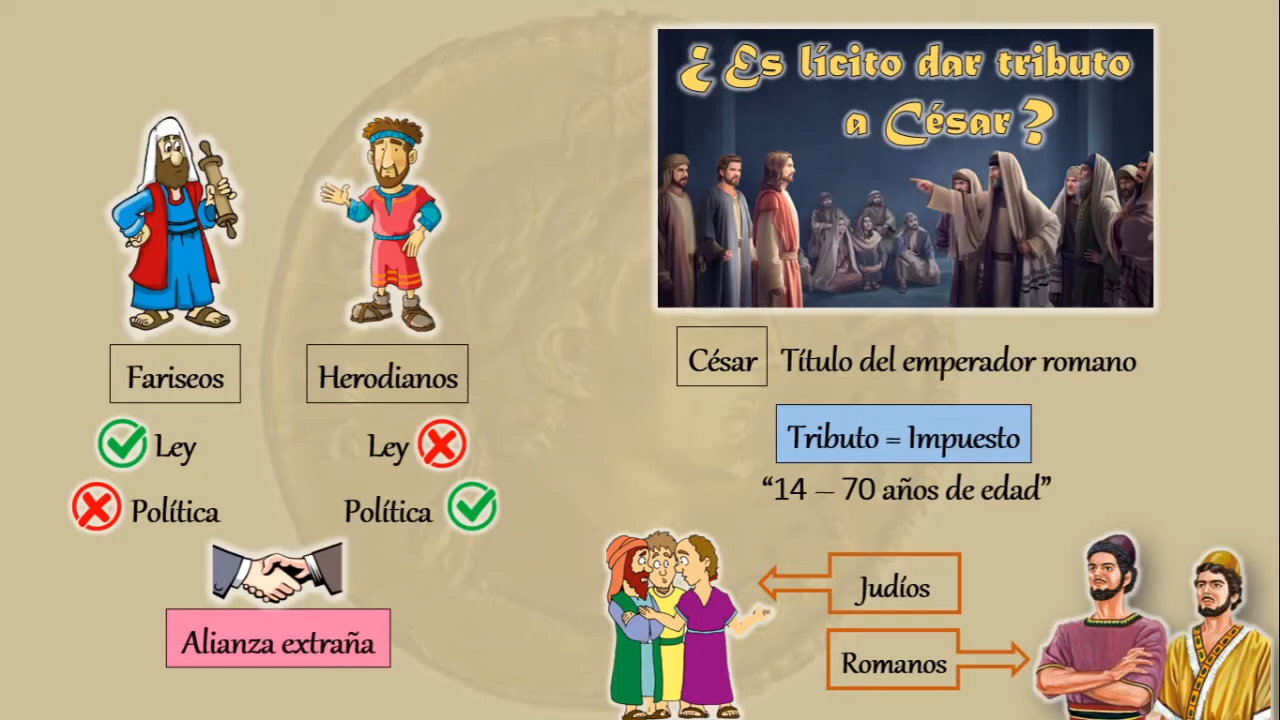 ¿Es lícito dar tributo
a César?
Fariseos
Herodianos
Ley
Ley
Política
Política
Alianza extraña
César
Título del emperador romano
Tributo = Impuesto
“14 – 70 años de edad”
Judíos
Romanos